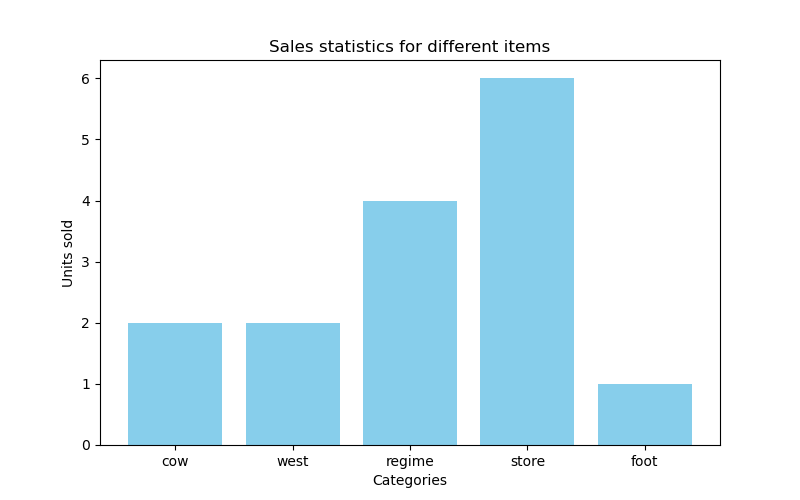 Sales statistics for different items
6
5
4
3
2
1
0
Units sold
cow west regime store foot
Categories